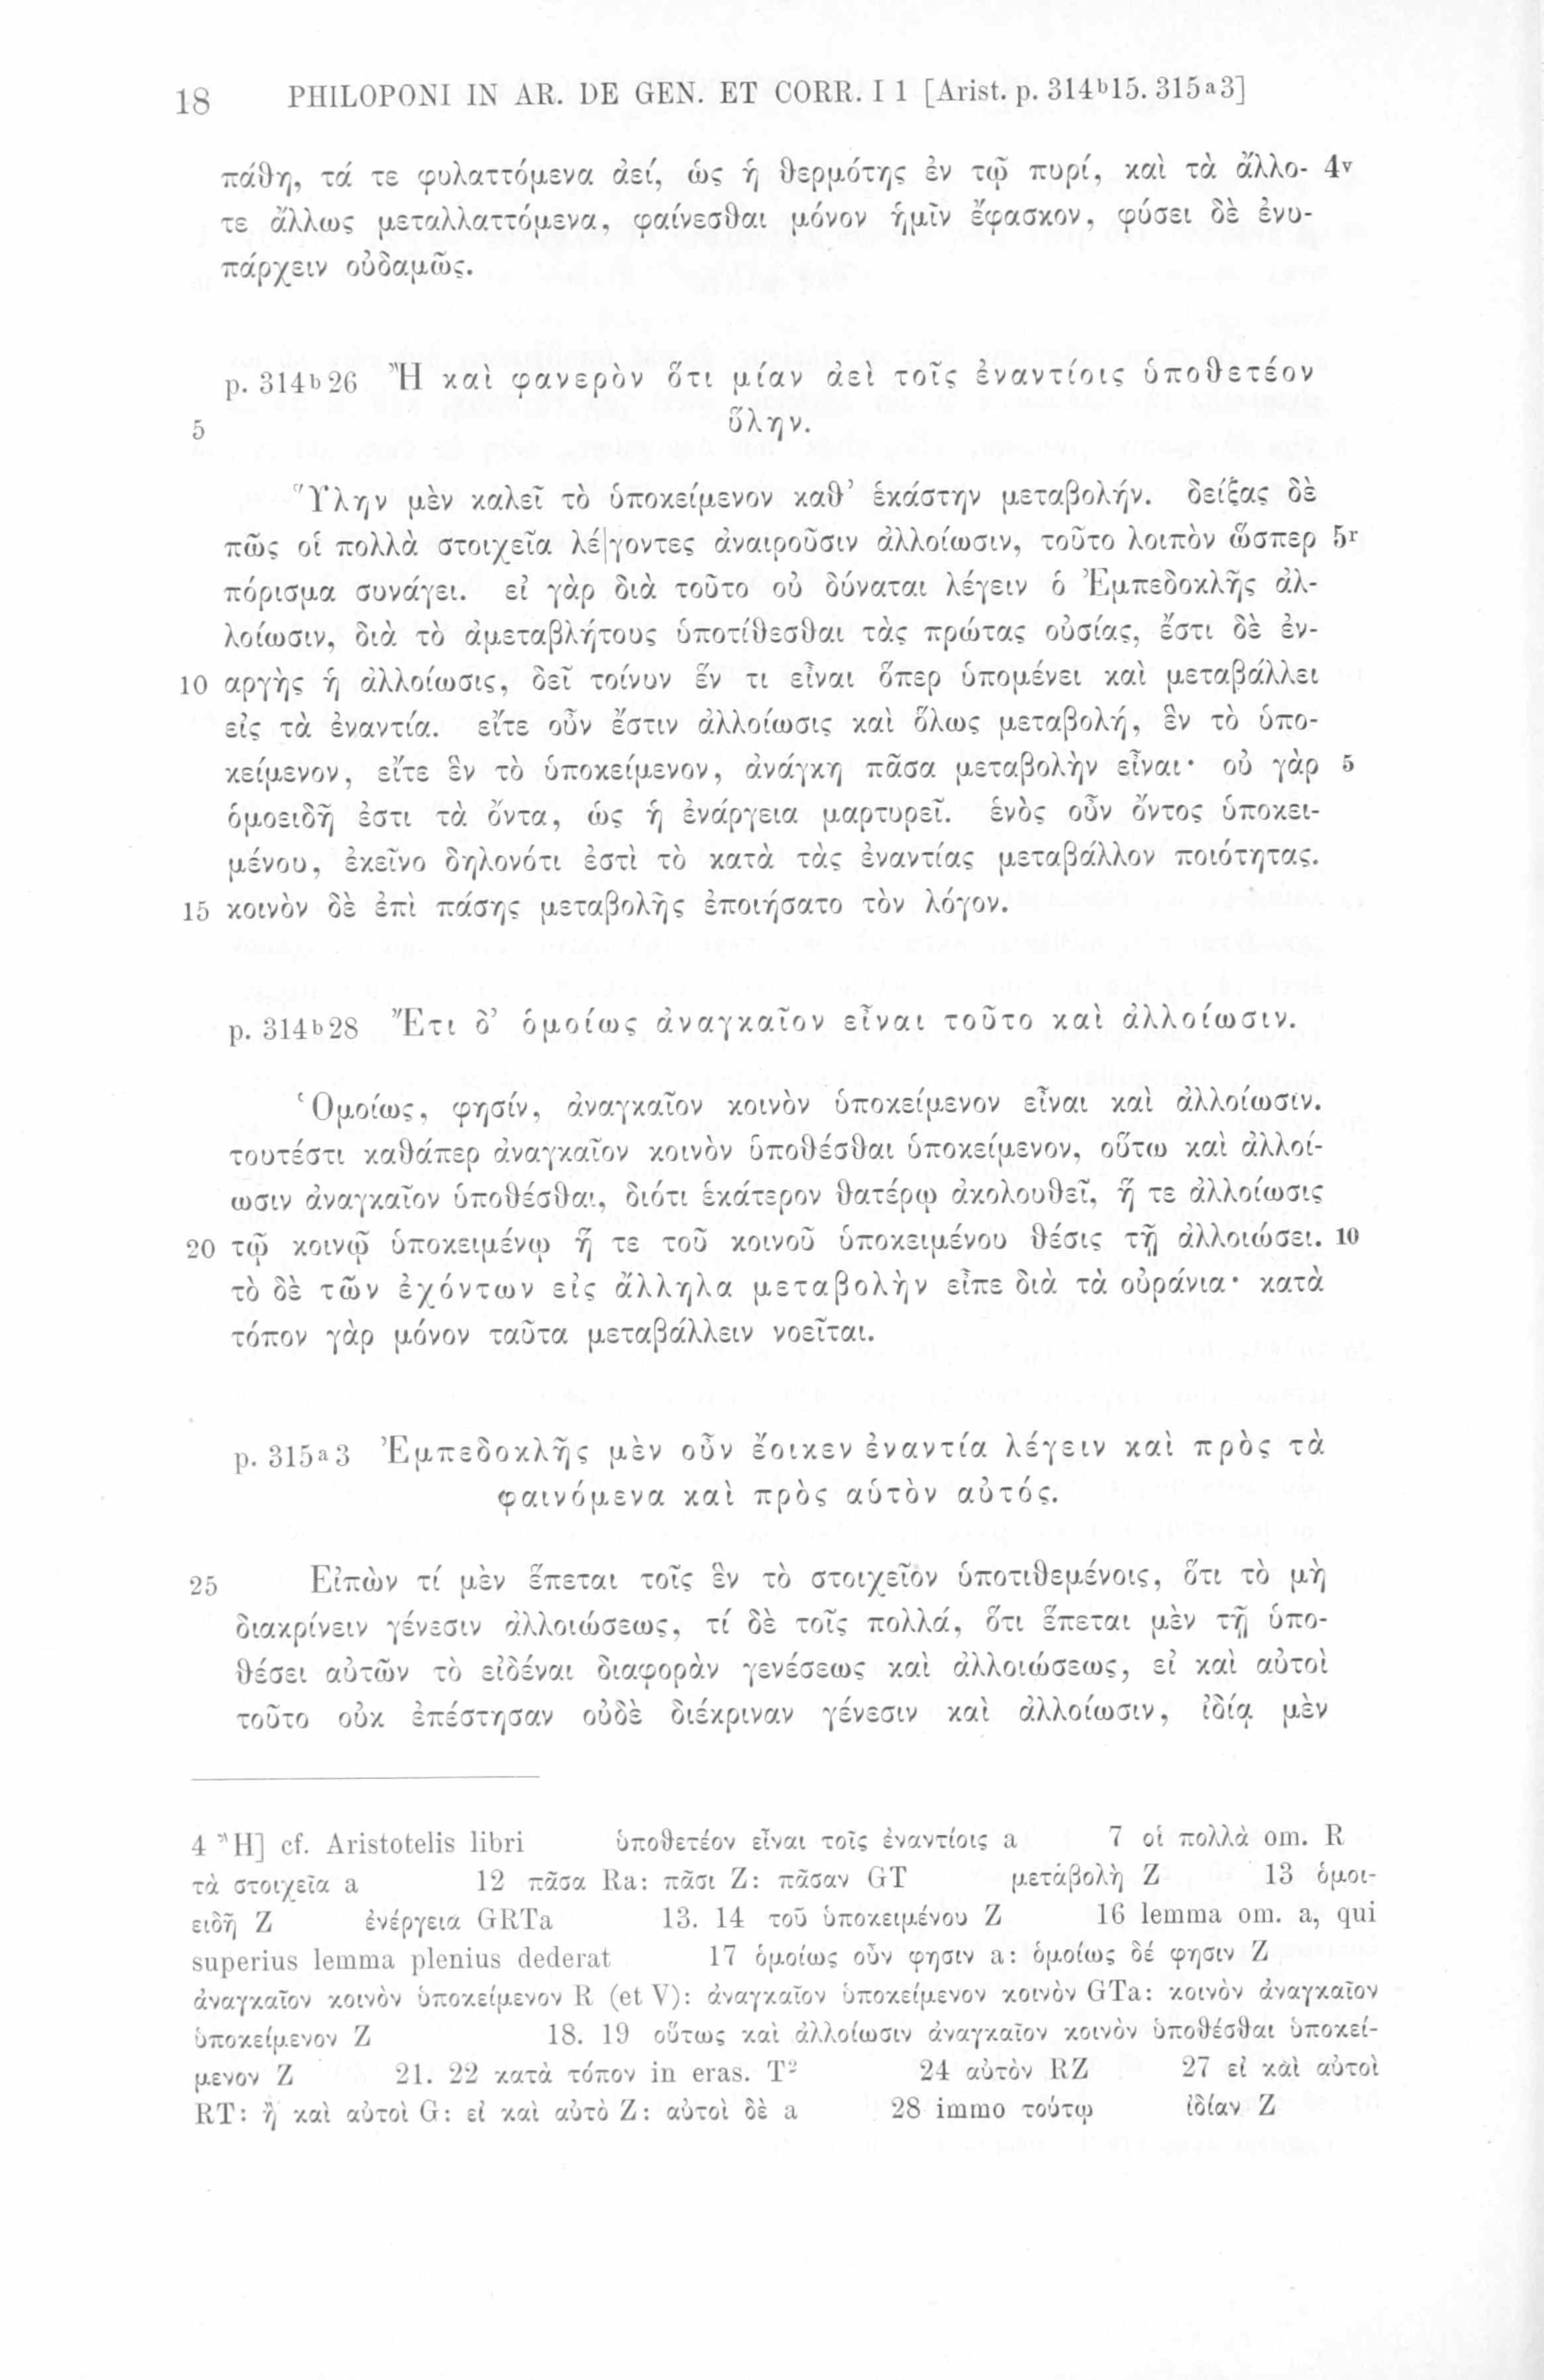 18 PHILOPONI IN AR. DE GEN. ET CORR. I 1 [Arist. p. 314b15. 315a3]
πάθη, τά τε φυλαττόμενα ἀεί, ὡς ἡ θερμότης ἐν τῷ πυρί, καὶ τὰ ἄλλο- 4v
τε ἄλλως μεταλλαττόμενα, φαίνεσθαι μόνον ἡμῖν ἔφασκον, φύσει δὲ ἐνυ-
πάρχειν οὐδαμῶς.
p. 314b26 Ἢ καὶ φανερὸν ὅτι μίαν ἀεὶ τοῖς ἐναντίοις ὑποθετέον
5 ὕλην.
Ὕλην μὲν καλεῖ τὸ ὑποκείμενον καθ’ ἑκάστην μεταβολήν. δείξας δὲ
πῶς οἱ πολλὰ στοιχεῖα λέ|γοντες ἀναιροῦσιν ἀλλοίωσιν, τοῦτο λοιπὸν ὥσπερ 5r
πόρισμα συνάγει. εἰ γὰρ διὰ τοῦτο οὐ δύναται λέγειν ὁ Ἐμπεδοκλῆς ἀλ-
λοίωσιν, διὰ τὸ ἀμεταβλήτους ὑποτίθεσθαι τὰς πρώτας οὐσίας, ἔστι δὲ ἐν-
10 αργὴς ἡ ἀλλοίωσις, δεῖ τοίνυν ἕν τι εἶναι ὅπερ ὑπομένει καὶ μεταβάλλει
εἰς τὰ ἐναντία. εἴτε οὖν ἔστιν ἀλλοίωσις καὶ ὅλως μεταβολή, ἓν τὸ ὑπο-
κείμενον, εἴτε ἓν τὸ ὑποκείμενον, ἀνάγκη πᾶσα μεταβολὴν εἶναι· οὐ γὰρ 5
ὁμοειδῆ ἐστι τὰ ὄντα, ὡς ἡ ἐνάργεια μαρτυρεῖ. ἑνὸς οὖν ὄντος ὑποκει-
μένου, ἐκεῖνο δηλονότι ἐστὶ τὸ κατὰ τὰς ἐναντίας μεταβάλλον ποιότητας.
15 κοινὸν δὲ ἐπὶ πάσης μεταβολῆς ἐποιήσατο τὸν λόγον.
p. 314b28 Ἔτι δ’ ὁμοίως ἀναγκαῖον εἶναι τοῦτο καὶ ἀλλοίωσιν.
Ὁμοίως, φησίν, ἀναγκαῖον κοινὸν ὑποκείμενον εἶναι καὶ ἀλλοίωσιν.
τουτέστι καθάπερ ἀναγκαῖον κοινὸν ὑποθέσθαι ὑποκείμενον, οὕτω καὶ ἀλλοί-
ωσιν ἀναγκαῖον ὑποθέσθαι, διότι ἑκάτερον θατέρῳ ἀκολουθεῖ, ἥ τε ἀλλοίωσις
20 τῷ κοινῷ ὑποκειμένῳ ἥ τε τοῦ κοινοῦ ὑποκειμένου θέσις τῇ ἀλλοιώσει. 10
τὸ δὲ τῶν ἐχόντων εἰς ἄλληλα μεταβολὴν εἶπε διὰ τὰ οὐράνια· κατὰ
τόπον γὰρ μόνον ταῦτα μεταβάλλειν νοεῖται.
p. 315a3 Ἐμπεδοκλῆς μὲν οὖν ἔοικεν ἐναντία λέγειν καὶ πρὸς τὰ
φαινόμενα καὶ πρὸς αὑτὸν αὐτός.
25 Εἰπὼν τί μὲν ἕπεται τοῖς ἓν τὸ στοιχεῖον ὑποτιθεμένοις, ὅτι τὸ μὴ
διακρίνειν γένεσιν ἀλλοιώσεως, τί δὲ τοῖς πολλά, ὅτι ἕπεται μὲν τῇ ὑπο-
θέσει αὐτῶν τὸ εἰδέναι διαφορὰν γενέσεως καὶ ἀλλοιώσεως, εἰ καὶ αὐτοὶ
τοῦτο οὐκ ἐπέστησαν οὐδὲ διέκριναν γένεσιν καὶ ἀλλοίωσιν, ἰδίᾳ μὲν
4 Ἢ] cf. Aristotelis libri ὑποθετέον εἶναι τοῖς ἐναντίοις a 7 οἱ πολλὰ om. R
τὰ στοιχεῖα a 12 πᾶσα Ra: πᾶσι Z: πᾶσαν GT μετάβολὴ Z 13 ὁμοι-
ειδῆ Z ἐνέργεια GRTa 13. 14 τοῦ ὑποκειμένου Z 16 lemma om. a, qui
superius lemma plenius dederat 17 ὁμοίως οὖν φησιν a: ὁμοίως δέ φησιν Z
ἀναγκαῖον κοινὸν ὑποκείμενον R (et V): ἀναγκαῖον ὑποκείμενον κοινὸν GTa: κοινὸν ἀναγκαῖον
ὑποκείμενον Z 18. 19 οὕτως καὶ ἀλλοίωσιν ἀναγκαῖον κοινὸν ὑποθέσθαι ὑποκεί-
μενον Z 21. 22 κατὰ τόπον in eras. T2 24 αὐτὸν RZ 27 εἰ καὶ αὐτοὶ
RT: ἢ καὶ αὐτοὶ G: εἰ καὶ αὐτὸ Z: αὐτοὶ δὲ a 28 immo τούτῳ ἰδίαν Z